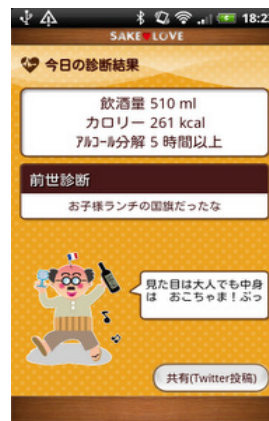 18:2
SAKE♥LOVE
今日の診断結果
飲酒量 510 ml
カロリー 261 kcal
ｱﾙｺｰﾙ分解 5 時間以上
前世診断
お子様ランチの国旗だったな
見た目は大人でも中身
は　おこちゃま！ぷっ
共有(Twitter投稿)